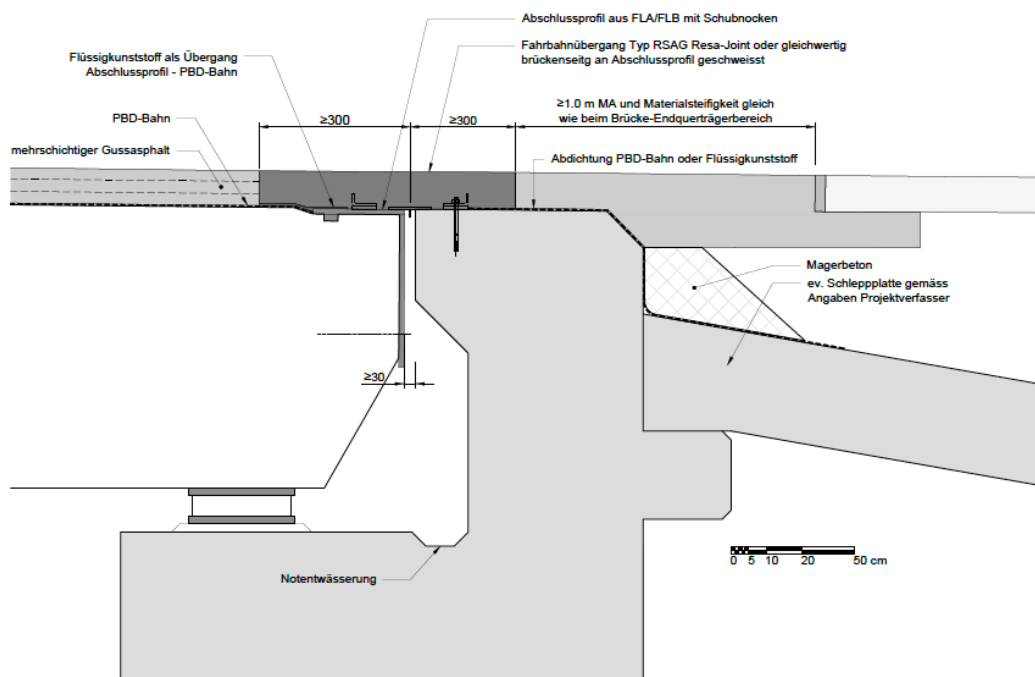 Abschlussprofil aus FLA/FLB mit Schubnocken
Flüssigkunststoff als Übergang
Abschlussprofil - PBD-Bahn
Fahrbahnübergang Typ RSAG Resa-Joint oder gleichwertig
brückenseitg an Abschlussprofil geschweisst
PBD-Bahn
≥300
≥300
≥1.0 m MA und Materialsteifigkeit gleich
wie beim Brücke-Endquerträgerbereich
mehrschichtiger Gussasphalt
Abdichtung PBD-Bahn oder Flüssigkunststoff
Magerbeton
ev. Schleppplatte gemäss
Angaben Projektverfasser
≥30
Notentwässerung
0 5 10 20 50 cm